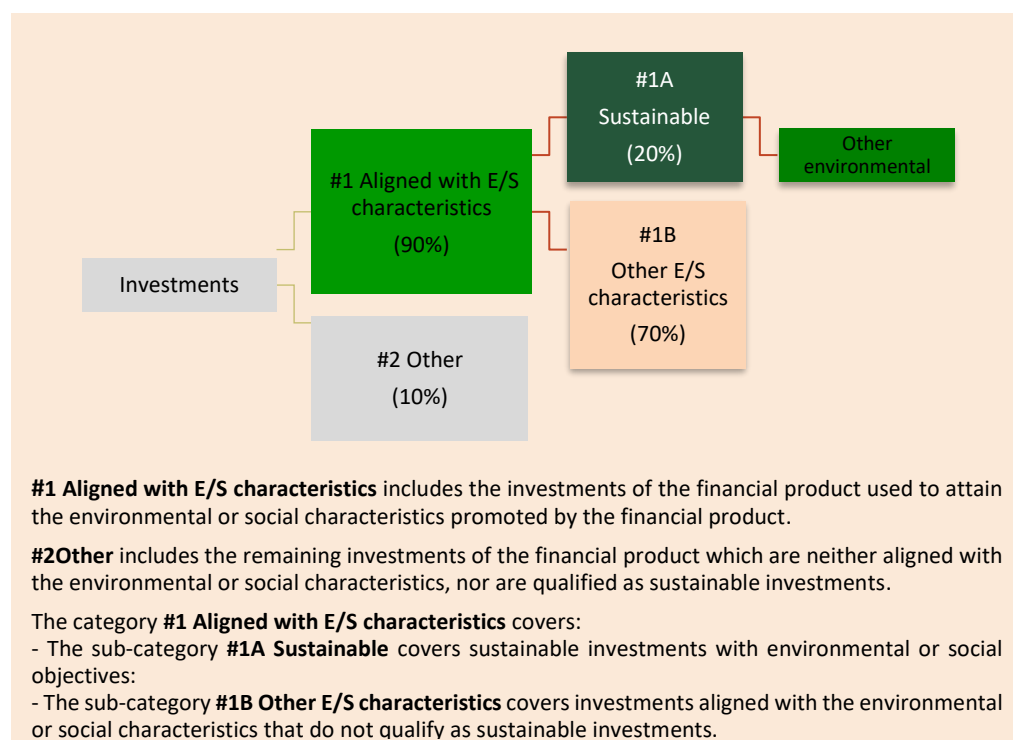 #1A
Sustainable
(20%)
Other
environmental
#1 Aligned with E/S
characteristics
(90%)
#1B
Other E/S
characteristics
(70%)
Investments
#2 Other
(10%)
#1 Aligned with E/S characteristics includes the investments of the financial product used to attain
the environmental or social characteristics promoted by the financial product.
#2Other includes the remaining investments of the financial product which are neither aligned with
the environmental or social characteristics, nor are qualified as sustainable investments.
The category #1 Aligned with E/S characteristics covers:
- The sub-category #1A Sustainable covers sustainable investments with environmental or social
objectives:
- The sub-category #1B Other E/S characteristics covers investments aligned with the environmental
or social characteristics that do not qualify as sustainable investments.